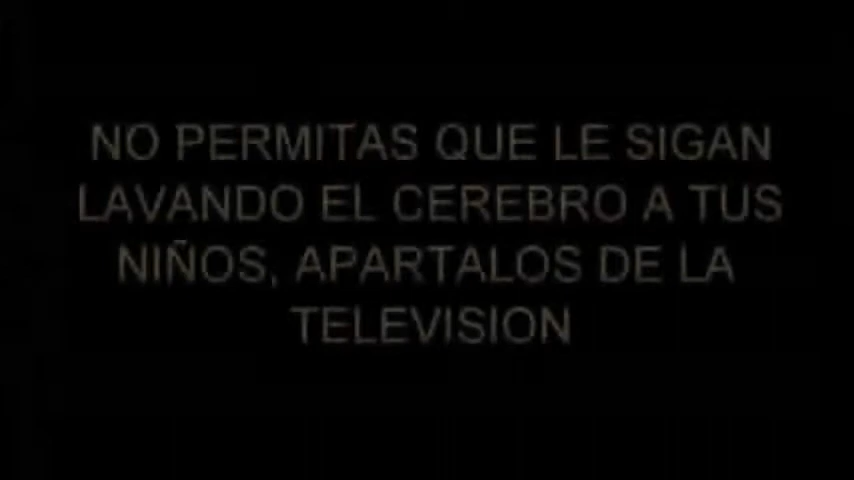 NO PERMITAS QUE LE SIGAN
LAVANDO EL CEREBRO A TUS
NIÑOS, APARTALOS DE LA
TELEVISION